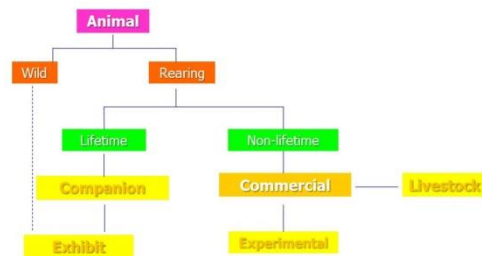 Animal
Wild
Rearing
Lifetime
Non-lifetime
Companion
Commercial
Livestock
Exhibit
Experimental